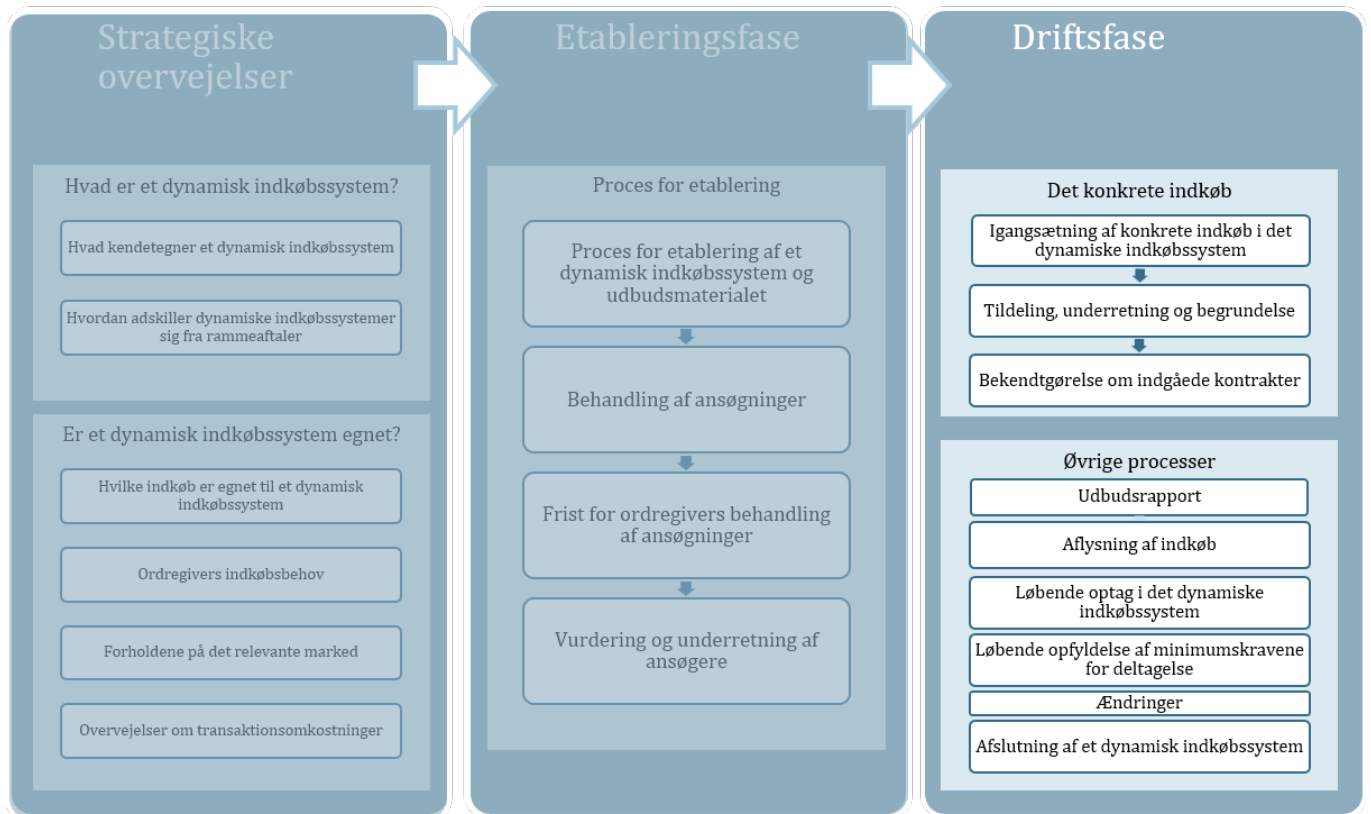 Strategiske
overvejelser
Hvad er et dynamisk indkøbssystem?
Hvad kendetegner et dynamisk indkøbssystem
Hvordan adskiller dynamiske indkøbssystemer
sig fra rammeaftaler
Er et dynamisk indkøbssystem egnet?
Hvilke indkøb er egnet til et dynamisk
indkøbssystem
Ordregivers indkøbsbehov
Forholdene på det relevante marked
Overvejelser om transaktionsomkostninger
Etableringsfase
Proces for etablering
Proces for etablering af et
dynamisk indkøbssystem og
udbudsmaterialet
Behandling af ansøgninger
Frist for ordregivers behandling
af ansøgninger
Vurdering og underretning af
ansøgere
Driftsfase
Det konkrete indkøb
Igangsætning af konkrete indkøb i det
dynamiske indkøbssystem
Tildeling, underretning og begrundelse
Bekendtgørelse om indgåede kontrakter
Øvrige processer
Udbudsrapport
Aflysning af indkøb
Løbende optag i det dynamiske
indkøbssystem
Løbende opfyldelse af minimumskravene
for deltagelse
Ændringer
Afslutning af et dynamisk indkøbssystem